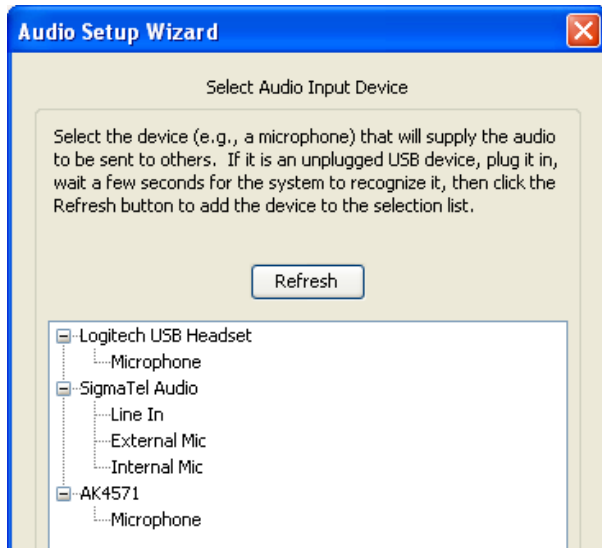 Audio Setup Wizard
Select Audio Input Device
Select the device (e.g., a microphone) that will supply the audio
to be sent to others. If it is an unplugged USB device, plug it in,
wait a few seconds for the system to recognize it, then click the
Refresh button to add the device to the selection list.
Refresh
Logitech USB Headset
Microphone
SigmaTel Audio
Line In
External Mic
Internal Mic
AK4571
Microphone